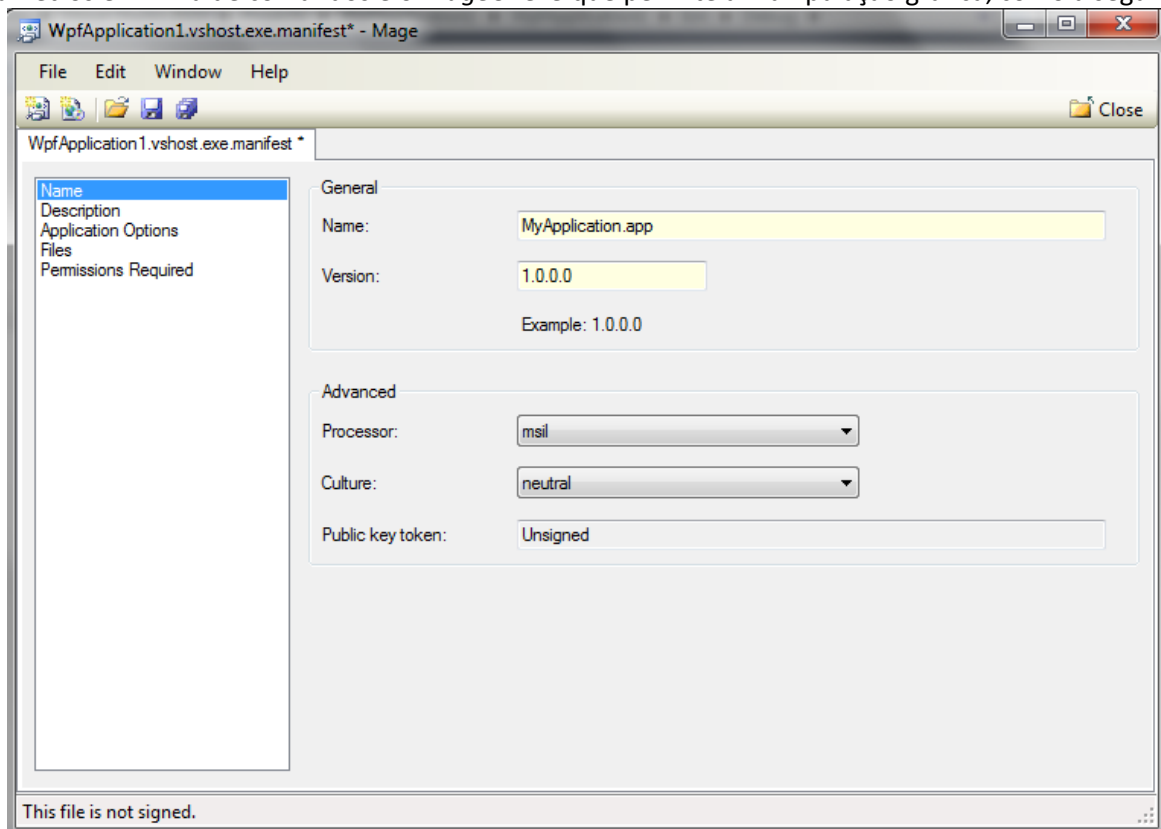 WpfApplication1.vshost.exe.manifest* - Mage
File Edit Window Help
Close
WpfApplication1.vshost.exe.manifest *
Name
Description
Application Options
Files
Permissions Required
General
Name: MyApplication.app
Version: 1.0.0.0
Example: 1.0.0.0
Advanced
Processor: msil
Culture: neutral
Public key token: Unsigned
This file is not signed.